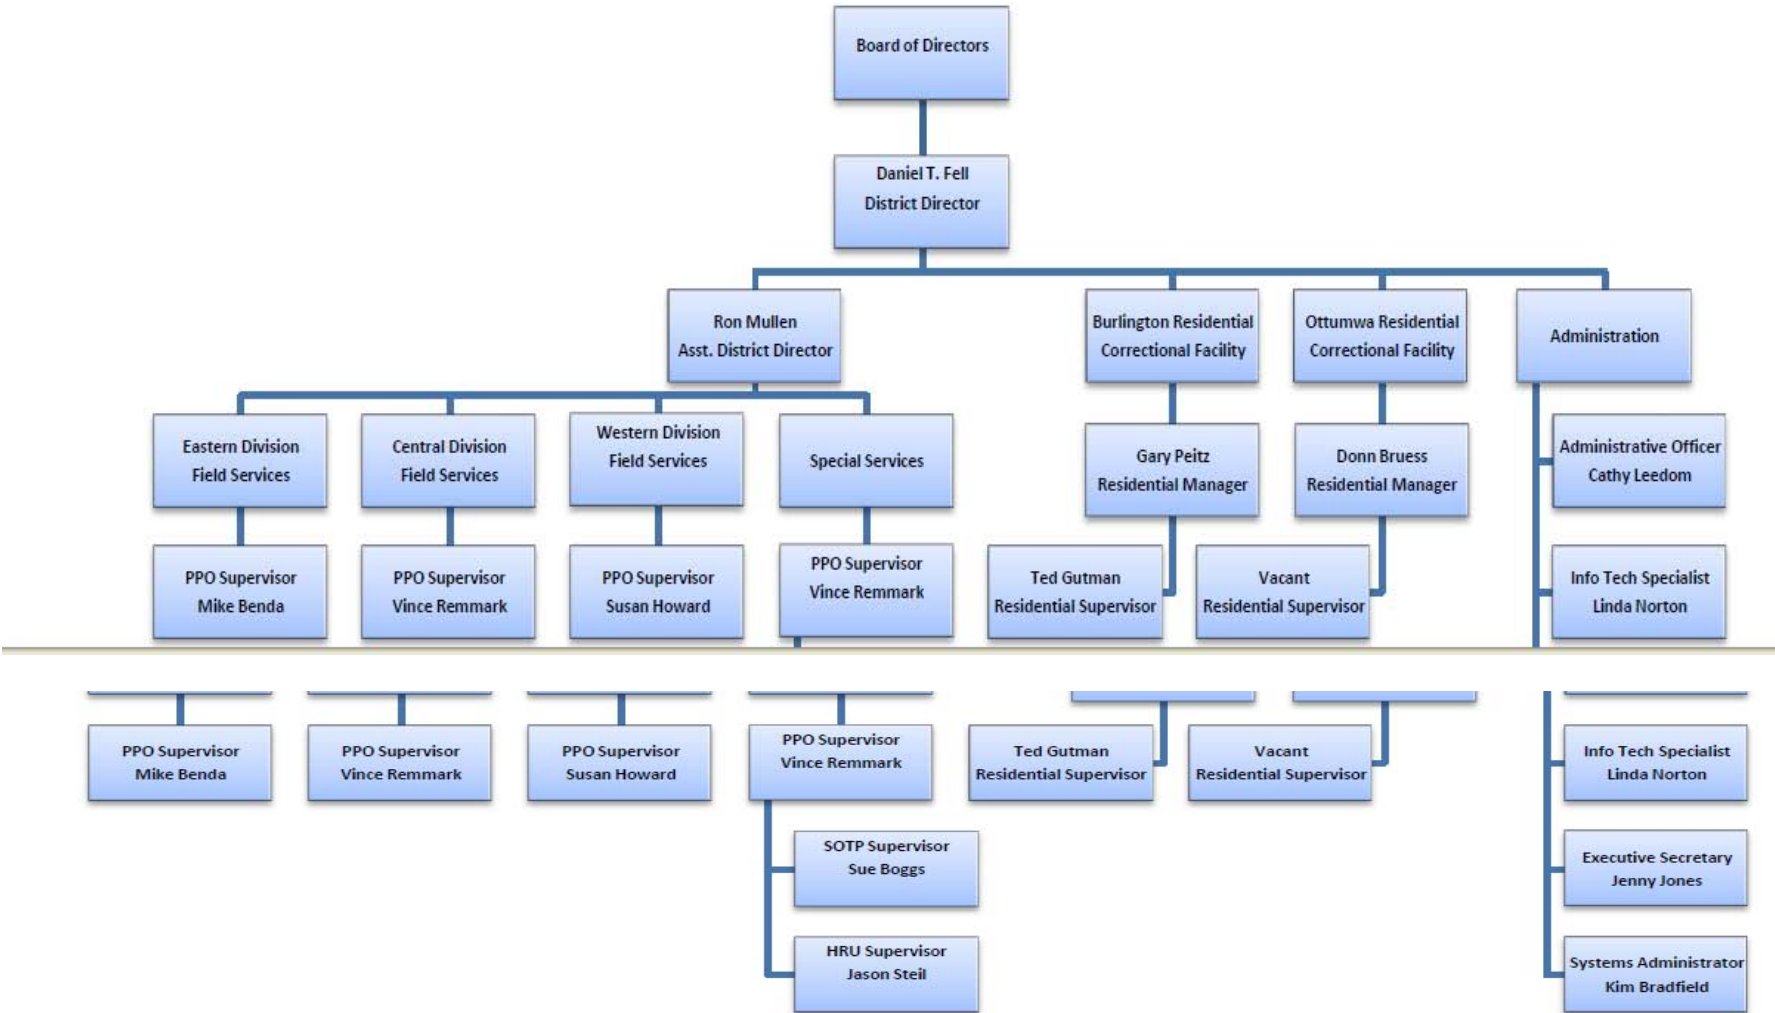 Board of Directors
Daniel T. Fell
District Director
Ron Mullen
Asst. District Director
Burlington Residential
Correctional Facility
Ottumwa Residential
Correctional Facility
Administration
Eastern Division
Field Services
Central Division
Field Services
Western Division
Field Services
Special Services
Gary Peitz
Residential Manager
Donn Bruess
Residential Manager
Administrative Officer
Cathy Leedom
PPO Supervisor
Mike Benda
PPO Supervisor
Vince Remmark
PPO Supervisor
Susan Howard
PPO Supervisor
Vince Remmark
Ted Gutman
Residential Supervisor
Vacant
Residential Supervisor
Info Tech Specialist
Linda Norton
PPO Supervisor
Mike Benda
PPO Supervisor
Vince Remmark
PPO Supervisor
Susan Howard
PPO Supervisor
Vince Remmark
Ted Gutman
Residential Supervisor
Vacant
Residential Supervisor
Info Tech Specialist
Linda Norton
SOTP Supervisor
Sue Boggs
Executive Secretary
Jenny Jones
HRU Supervisor
Jason Steil
Systems Administrator
Kim Bradfield